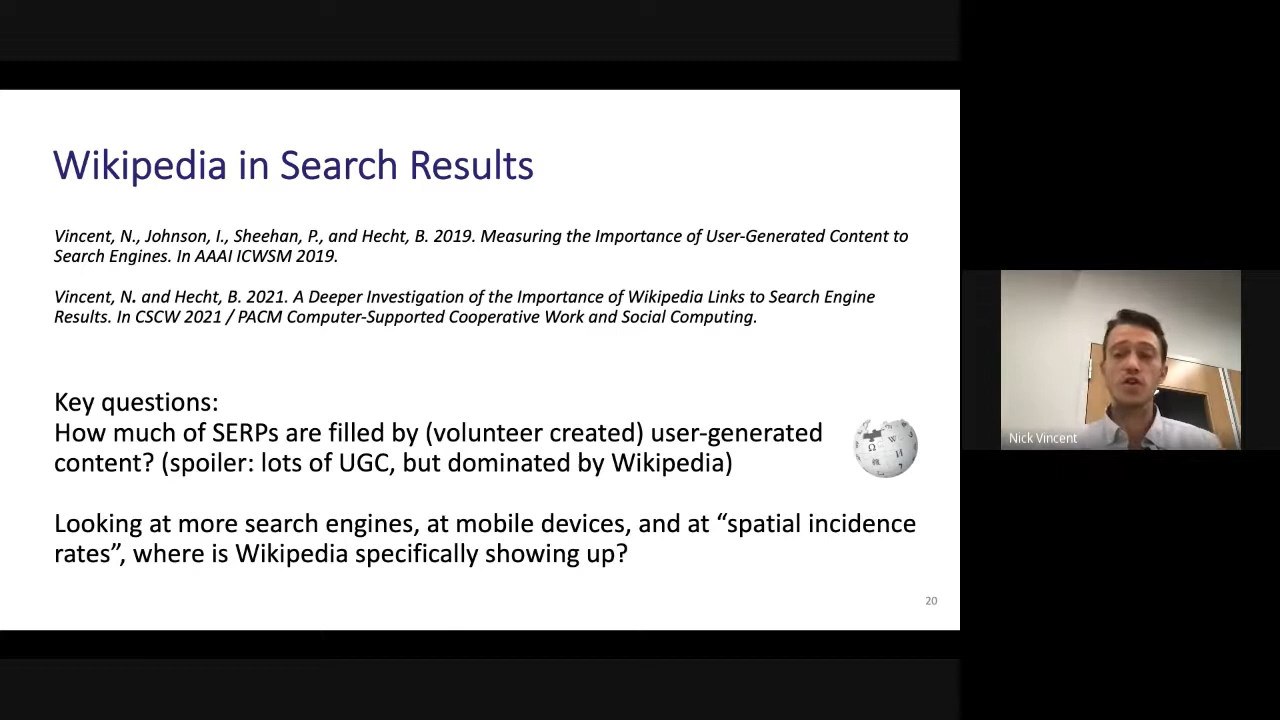 Wikipedia in Search Results
Vincent, N., Johnson, I., Sheehan, P., and Hecht, B. 2019. Measuring the Importance of User-Generated Content to
Search Engines. In AAAI ICWSM 2019.
Vincent, N. and Hecht, B. 2021. A Deeper Investigation of the Importance of Wikipedia Links to Search Engine
Results. In CSCW 2021 / PACM Computer-Supported Cooperative Work and Social Computing.
Key questions:
How much of SERPs are filled by (volunteer created) user-generated
content? (spoiler: lots of UGC, but dominated by Wikipedia)
Looking at more search engines, at mobile devices, and at “spatial incidence
rates”, where is Wikipedia specifically showing up?
20
Nick Vincent